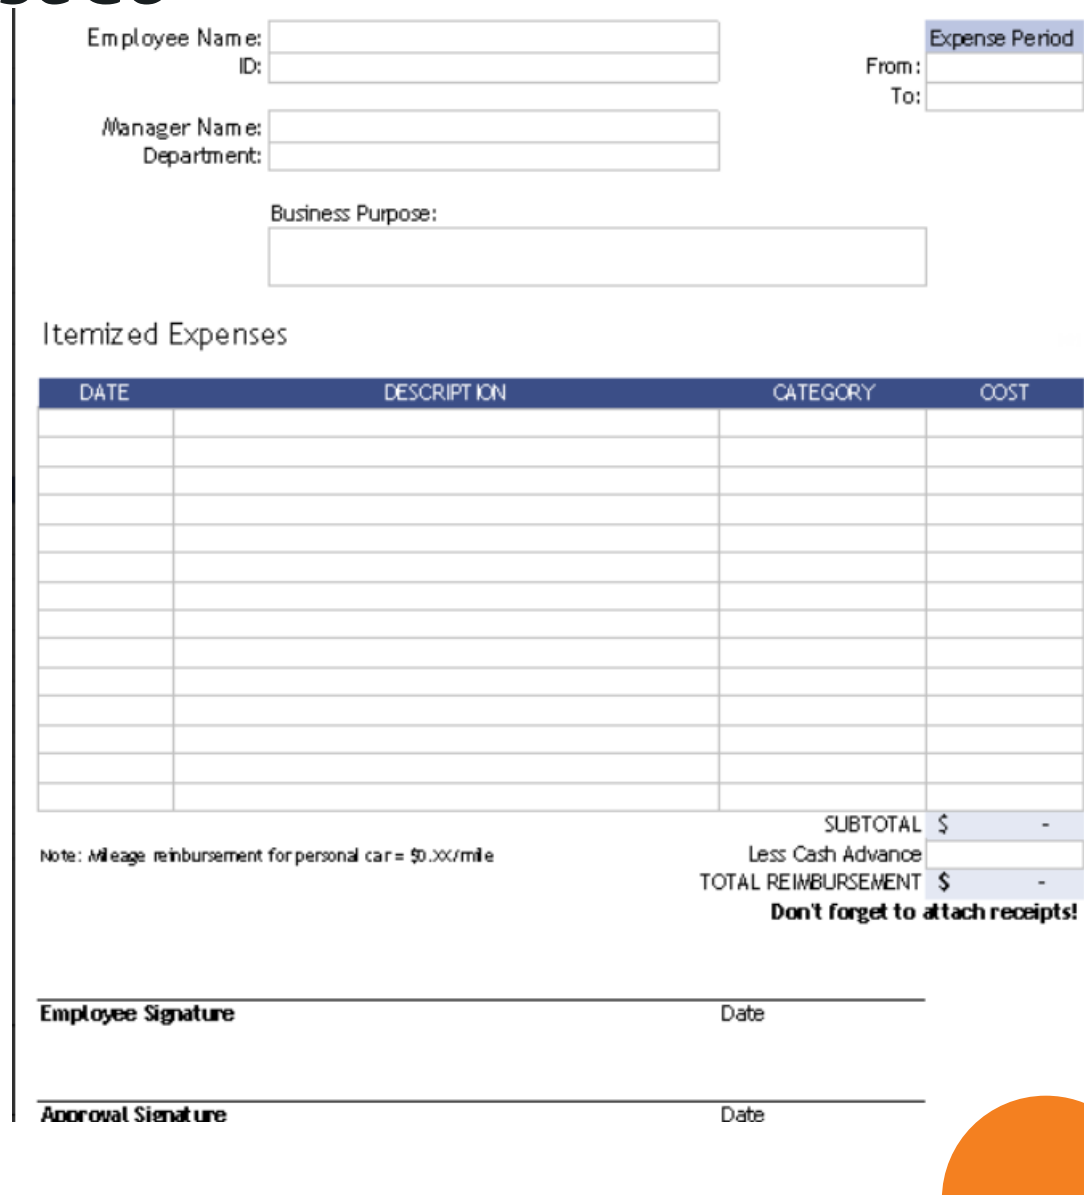 Employee Name:
Expense Period
ID:
From:
To:
Manager Name:
Department:
Business Purpose:
Itemized Expenses
DATE DESCRIPTION CATEGORY COST
SUBTOTAL $ -
Note: Mileage reinbursement for personal car = $0.XX/mile
Less Cash Advance
TOTAL REIMBURSEMENT $ -
Don't forget to attach receipts!
Employee Signature Date
Approval Signature Date